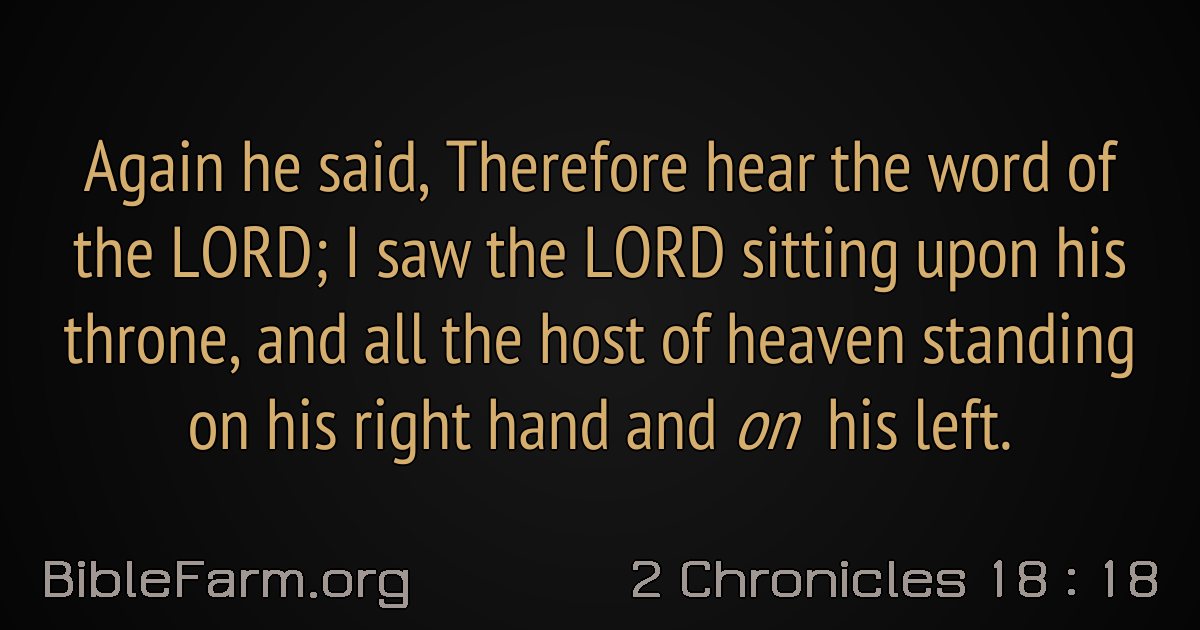 Again he said, Therefore hear the word of
the LORD; I saw the LORD sitting upon his
throne, and all the host of heaven standing
on his right hand and on his left.
BibleFarm.org
2 Chronicles 18 : 18